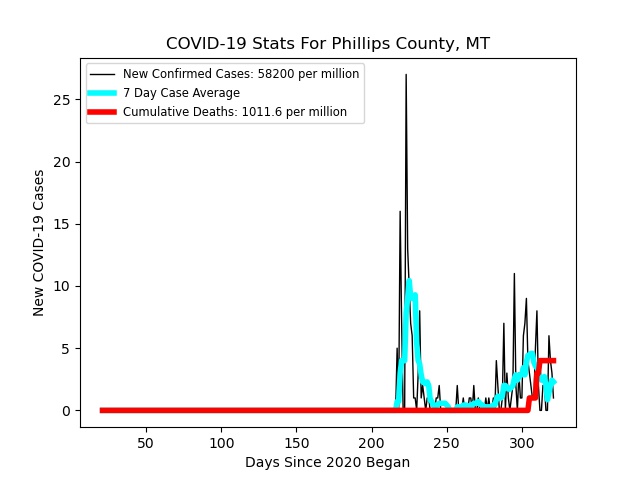 COVID-19 Stats For Phillips County, MT
New Confirmed Cases: 58200 per million
7 Day Case Average
Cumulative Deaths: 1011.6 per million
New COVID-19 Cases
25
20
15
10
5
0
50
100
150
200
250
300
Days Since 2020 Began